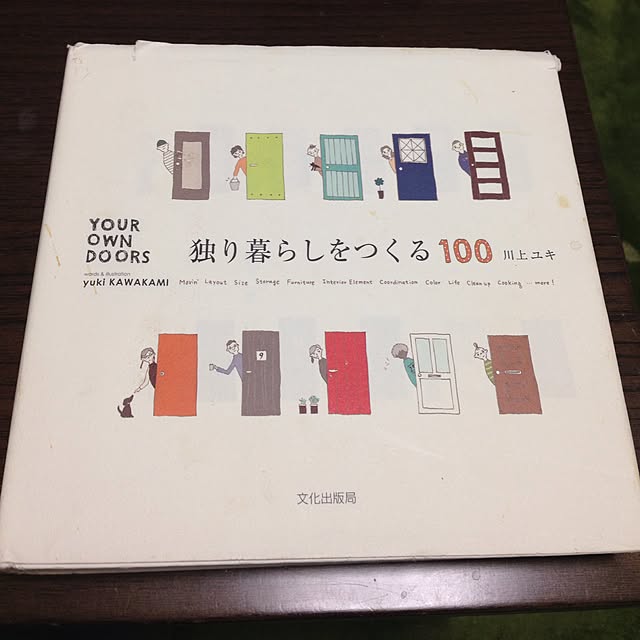 YOUR
OWN
DOORS
独り暮らしをつくる100 川上ユキ
words & illustration
yuki KAWAKAMI
Movin' Layout Size Storage Furniture Interior Element Coordination Color Life Clean up Cooking ... more!
9
文化出版局